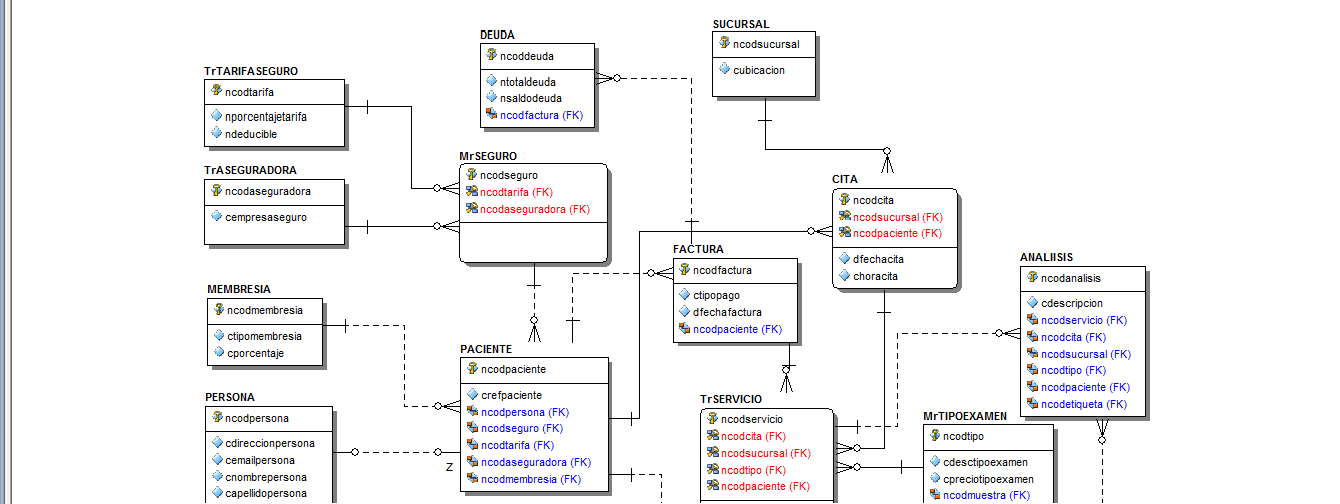 SUCURSAL
ncodsucursal
cubicacion
DEUDA
ncoddeuda
ntotaldeuda
nsaldodeuda
ncodfactura (FK)
TrTARIFASEGURO
ncodtarifa
nporcentajetarifa
ndeducible
MrSEGURO
ncodseguro
ncodtarifa (FK)
ncodaseguradora (FK)
TrASEGURADORA
ncodaseguradora
cempresaseguro
CITA
ncodcita
ncodsucursal (FK)
ncodpaciente (FK)
dfechacita
choracita
FACTURA
ncodfactura
ctipopago
dfechafactura
ncodpaciente (FK)
ANALIISIS
ncodanalisis
cdescripcion
ncodservicio (FK)
ncodcita (FK)
ncodsucursal (FK)
ncodtipo (FK)
ncodpaciente (FK)
ncodetiqueta (FK)
MEMBRESIA
ncodmembresia
ctipomembresia
cporcentaje
PACIENTE
ncodpaciente
crefpaciente
ncodpersona (FK)
ncodseguro (FK)
ncodtarifa (FK)
ncodaseguradora (FK)
ncodmembresia (FK)
PERSONA
ncodpersona
cdireccionpersona
cemailpersona
cnombrepersona
capellidopersona
Z
TrSERVICIO
ncodservicio
ncodcita (FK)
ncodsucursal (FK)
ncodtipo (FK)
ncodpaciente (FK)
MrTIPOEXAMEN
ncodtipo
cdesctipoexamen
cpreciotipoexamen
ncodmuestra (FK)